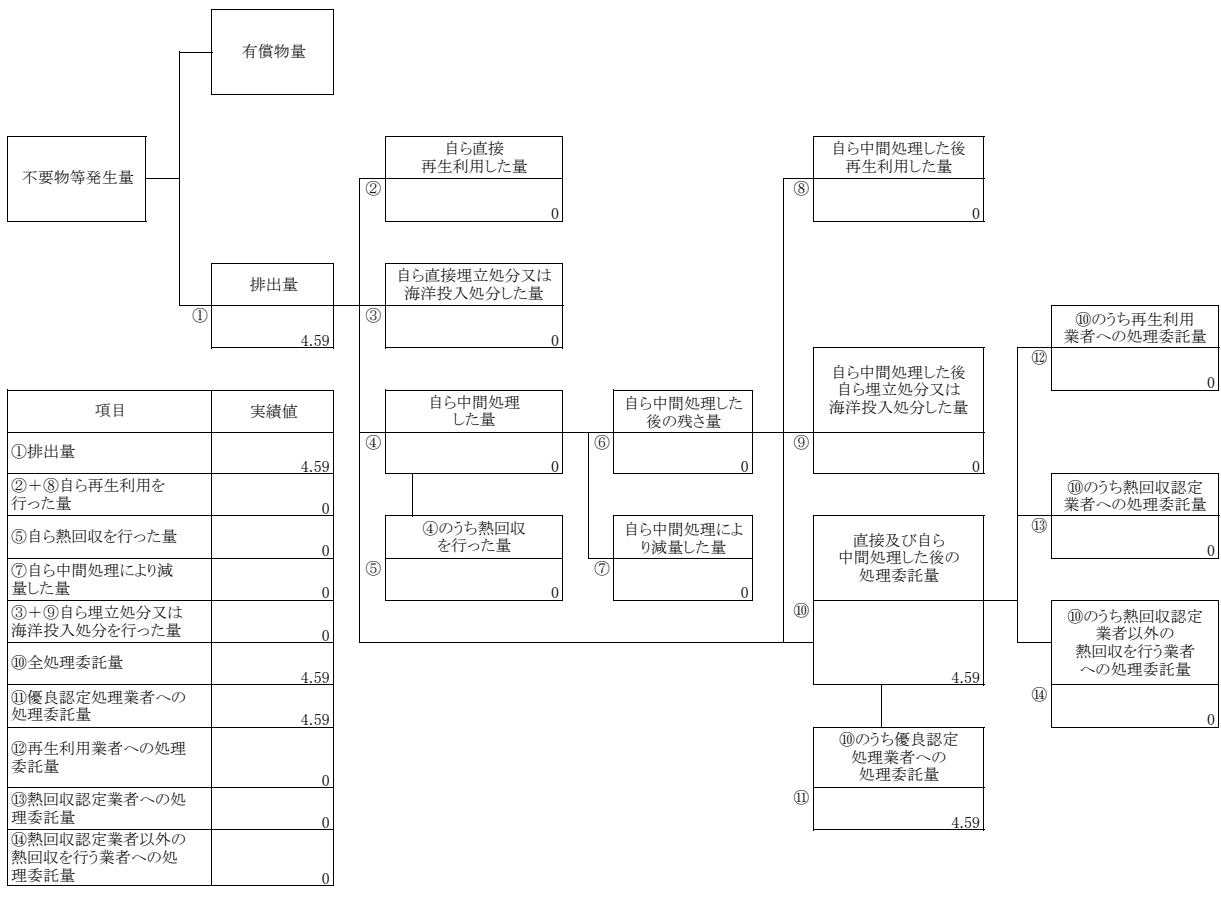 有償物量
不要物等発生量
排出量
①
4.59
自ら直接
再生利用した量
②
0
自ら直接埋立処分又は
海洋投入処分した量
③
0
自ら中間処理
した量
④
0
④のうち熱回収
を行った量
⑤
0
自ら中間処理した
後の残さ量
⑥
0
自ら中間処理によ
り減量した量
⑦
0
自ら中間処理した後
再生利用した量
⑧
0
自ら中間処理した後
自ら埋立処分又は
海洋投入処分した量
⑨
0
直接及び自ら
中間処理した後の
処理委託量
⑩
4.59
⑩のうち優良認定
処理業者への
処理委託量
⑪
4.59
⑩のうち再生利用
業者への処理委託量
⑫
0
⑩のうち熱回収認定
業者への処理委託量
⑬
0
⑩のうち熱回収認定
業者以外の
熱回収を行う業者
への処理委託量
⑭
0
項目 実績値
①排出量
4.59
②＋⑧自ら再生利用を
行った量
0
⑤自ら熱回収を行った量
0
⑦自ら中間処理により減
量した量
0
③＋⑨自ら埋立処分又は
海洋投入処分を行った量
0
⑩全処理委託量
4.59
⑪優良認定処理業者への
処理委託量
4.59
⑫再生利用業者への処理
委託量
0
⑬熱回収認定業者への処
理委託量
0
⑭熱回収認定業者以外の
熱回収を行う業者への処
理委託量
0